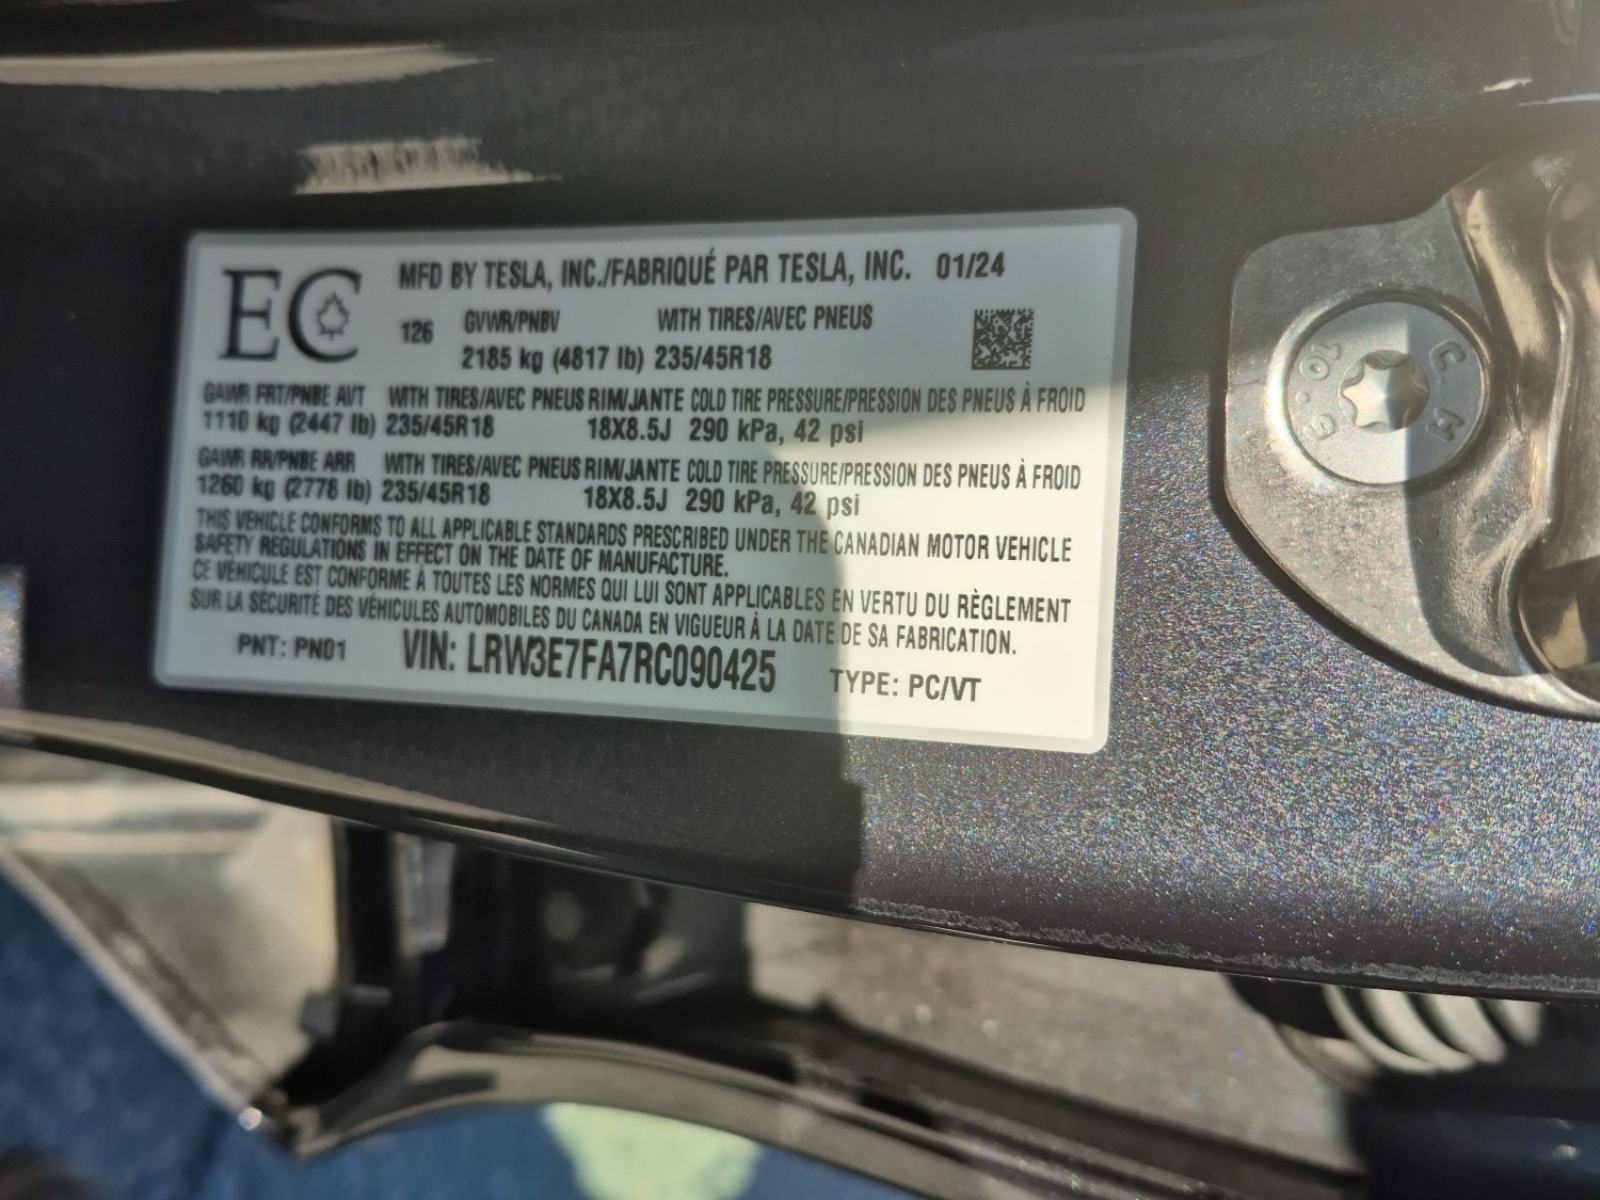 EC
MFD BY TESLA, INC./FABRIQUÉ PAR TESLA, INC. 01/24
126 GVWR/PNBV WITH TIRES/AVEC PNEUS
2185 kg (4817 lb) 235/45R18
GAWR FRT/PNBE AVT WITH TIRES/AVEC PNEUS RIM/JANTE COLD TIRE PRESSURE/PRESSION DES PNEUS À FROID
1110 kg (2447 lb) 235/45R18 18X8.5J 290 kPa, 42 psi
GAWR RR/PNBE ARR WITH TIRES/AVEC PNEUS RIM/JANTE COLD TIRE PRESSURE/PRESSION DES PNEUS À FROID
1260 kg (2778 lb) 235/45R18 18X8.5J 290 kPa, 42 psi
THIS VEHICLE CONFORMS TO ALL APPLICABLE STANDARDS PRESCRIBED UNDER THE CANADIAN MOTOR VEHICLE
SAFETY REGULATIONS IN EFFECT ON THE DATE OF MANUFACTURE.
CE VÉHICULE EST CONFORME À TOUTES LES NORMES QUI LUI SONT APPLICABLES EN VERTU DU RÈGLEMENT
SUR LA SÉCURITÉ DES VÉHICULES AUTOMOBILES DU CANADA EN VIGUEUR À LA DATE DE SA FABRICATION.
PNT: PN01 VIN: LRW3E7FA7RC090425 TYPE: PC/VT
10.9